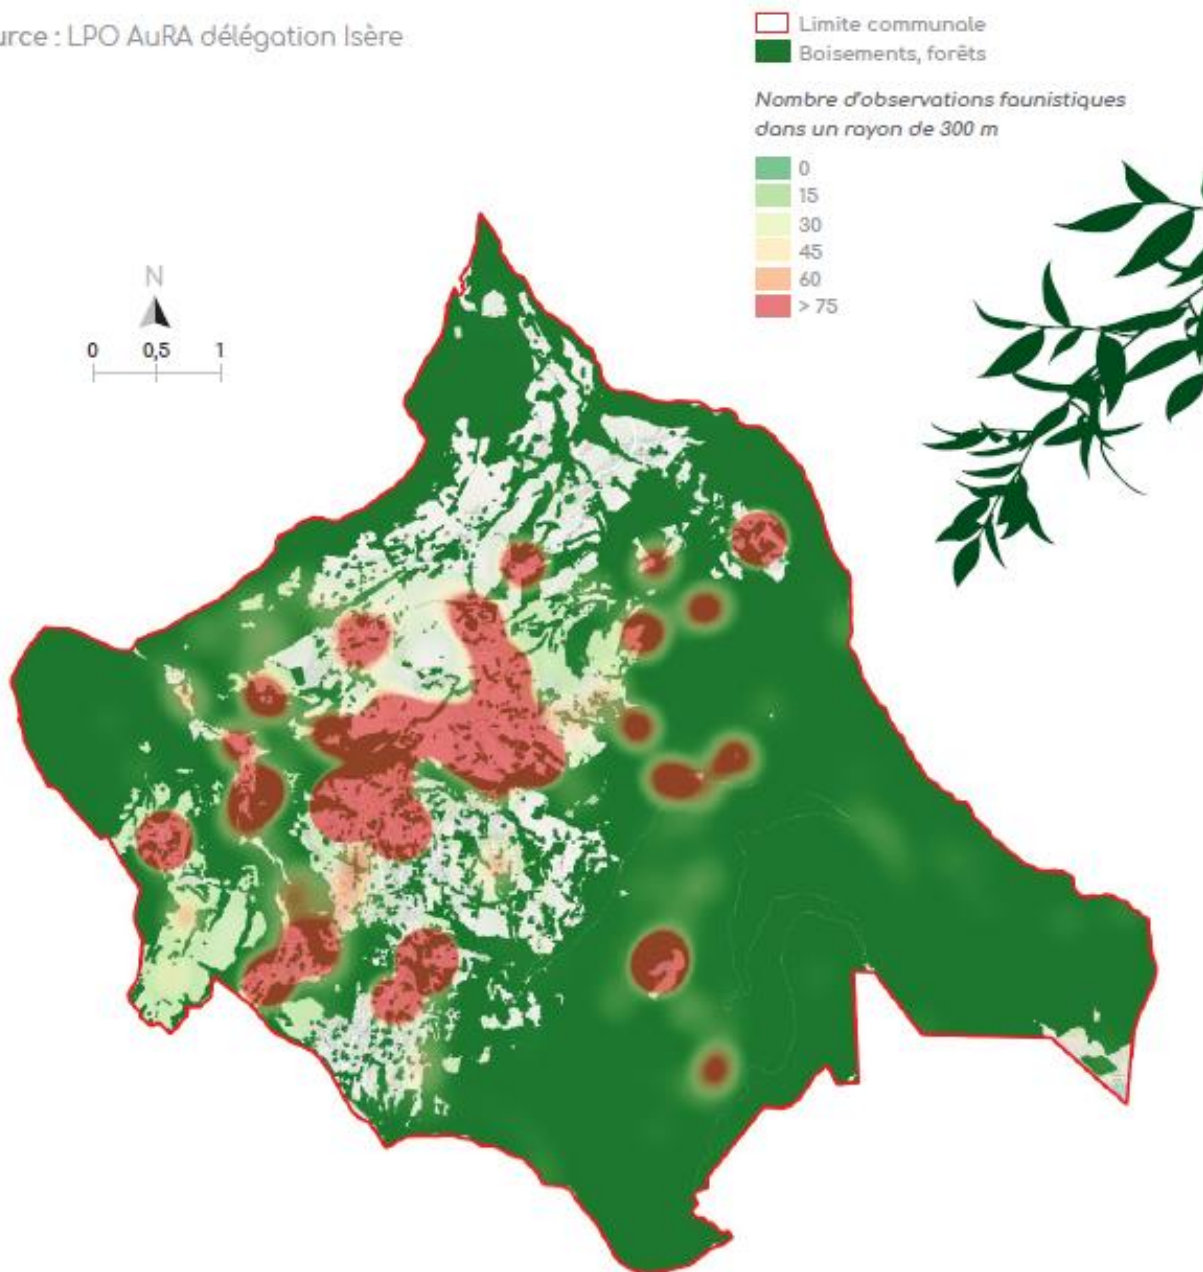 urce : LPO AuRA délégation Isère
Limite communale
Boisements, forêts
Nombre d'observations faunistiques
dans un rayon de 300 m
0
15
30
45
60
> 75
N
0 0,5 1